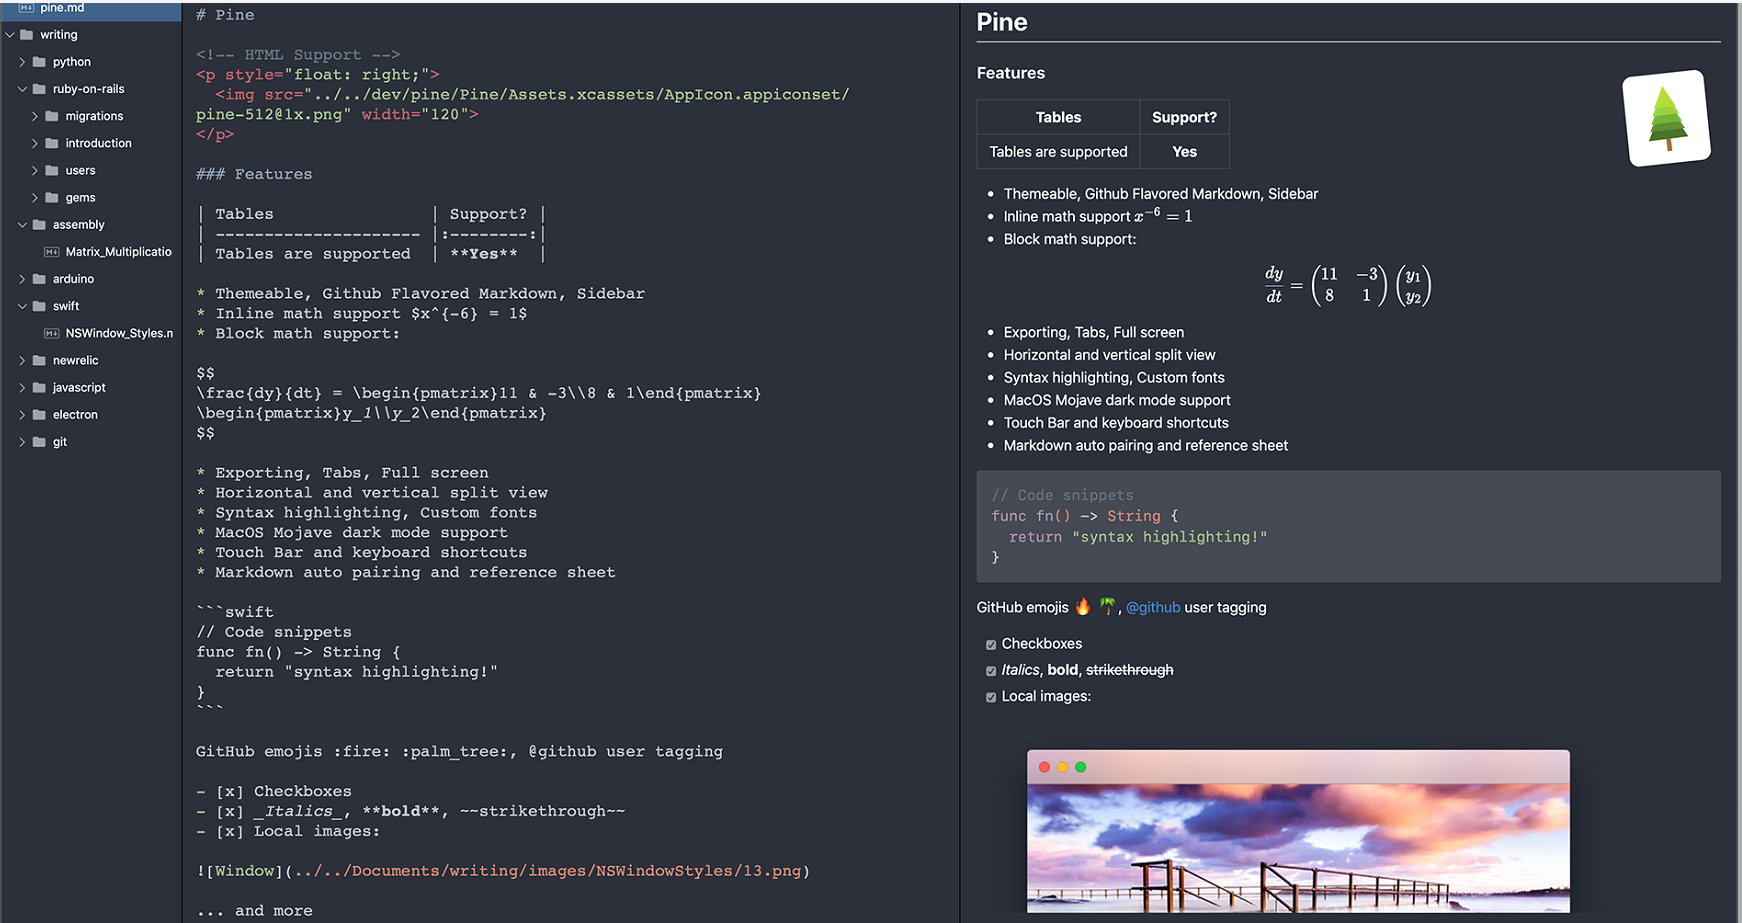 pine.md
writing
python
ruby-on-rails
migrations
introduction
users
gems
assembly
Matrix_Multiplicatio
arduino
swift
NSWindow_Styles.m
newrelic
javascript
electron
git
# Pine
<!-- HTML Support -->
<p style="float: right;">
<img src="../../dev/pine/Pine/Assets.xcassets/AppIcon.appiconset/
pine-512@1x.png" width="120">
</p>
### Features
| Tables | Support? |
| --------------------- |:--------:|
| Tables are supported | **Yes** |
* Themeable, Github Flavored Markdown, Sidebar
* Inline math support $x^{-6} = 1$
* Block math support:
$$
\frac{dy}{dt} = \begin{pmatrix}11 & -3\\8 & 1\end{pmatrix}
\begin{pmatrix}y_1\\y_2\end{pmatrix}
$$
* Exporting, Tabs, Full screen
* Horizontal and vertical split view
* Syntax highlighting, Custom fonts
* MacOS Mojave dark mode support
* Touch Bar and keyboard shortcuts
* Markdown auto pairing and reference sheet
```swift
// Code snippets
func fn() -> String {
return "syntax highlighting!"
}
```
GitHub emojis :fire: :palm_tree:, @github user tagging
- [x] Checkboxes
- [x] _Italics_, **bold**, ~~strikethrough~~
- [x] Local images:
![Window](../../Documents/writing/images/NSWindowStyles/13.png)
... and more
Pine
Features
Tables Support?
Tables are supported Yes
• Themeable, Github Flavored Markdown, Sidebar
• Inline math support x⁻⁶ = 1
• Block math support:
dy/dt = (11 −3 8 1) (y₁ y₂)
• Exporting, Tabs, Full screen
• Horizontal and vertical split view
• Syntax highlighting, Custom fonts
• MacOS Mojave dark mode support
• Touch Bar and keyboard shortcuts
• Markdown auto pairing and reference sheet
// Code snippets
func fn() -> String {
return "syntax highlighting!"
}
GitHub emojis 🔥 🌴, @github user tagging
Checkboxes
Italics, bold, strikethrough
Local images: